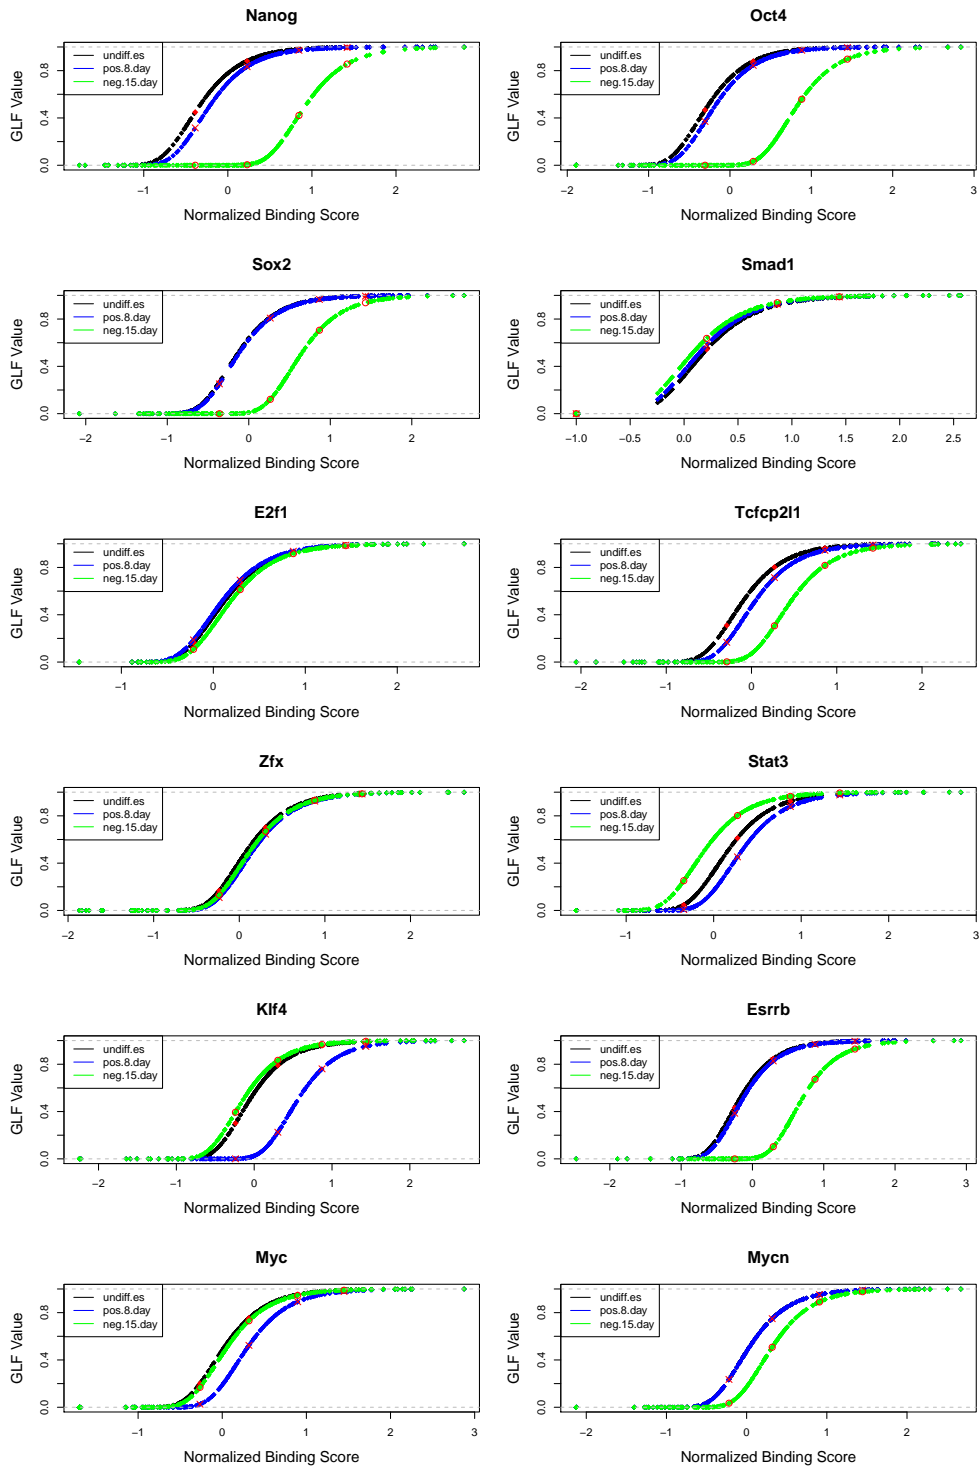 Nanog
GLF Value
0.0 0.4 0.8
undiff.es
pos.8.day
neg.15.day
−1 0 1 2
Normalized Binding Score
Oct4
GLF Value
0.0 0.4 0.8
undiff.es
pos.8.day
neg.15.day
−2 −1 0 1 2 3
Normalized Binding Score
Sox2
GLF Value
0.0 0.4 0.8
undiff.es
pos.8.day
neg.15.day
−2 −1 0 1 2
Normalized Binding Score
Smad1
GLF Value
0.0 0.4 0.8
undiff.es
pos.8.day
neg.15.day
−1.0 −0.5 0.0 0.5 1.0 1.5 2.0 2.5
Normalized Binding Score
E2f1
GLF Value
0.0 0.4 0.8
undiff.es
pos.8.day
neg.15.day
−1 0 1 2
Normalized Binding Score
Tcfcp2l1
GLF Value
0.0 0.4 0.8
undiff.es
pos.8.day
neg.15.day
−2 −1 0 1 2
Normalized Binding Score
Zfx
GLF Value
0.0 0.4 0.8
undiff.es
pos.8.day
neg.15.day
−2 −1 0 1 2
Normalized Binding Score
Stat3
GLF Value
0.0 0.4 0.8
undiff.es
pos.8.day
neg.15.day
−1 0 1 2 3
Normalized Binding Score
Klf4
GLF Value
0.0 0.4 0.8
undiff.es
pos.8.day
neg.15.day
−2 −1 0 1 2
Normalized Binding Score
Esrrb
GLF Value
0.0 0.4 0.8
undiff.es
pos.8.day
neg.15.day
−2 −1 0 1 2 3
Normalized Binding Score
Myc
GLF Value
0.0 0.4 0.8
undiff.es
pos.8.day
neg.15.day
−1 0 1 2 3
Normalized Binding Score
Mycn
GLF Value
0.0 0.4 0.8
undiff.es
pos.8.day
neg.15.day
−2 −1 0 1 2
Normalized Binding Score